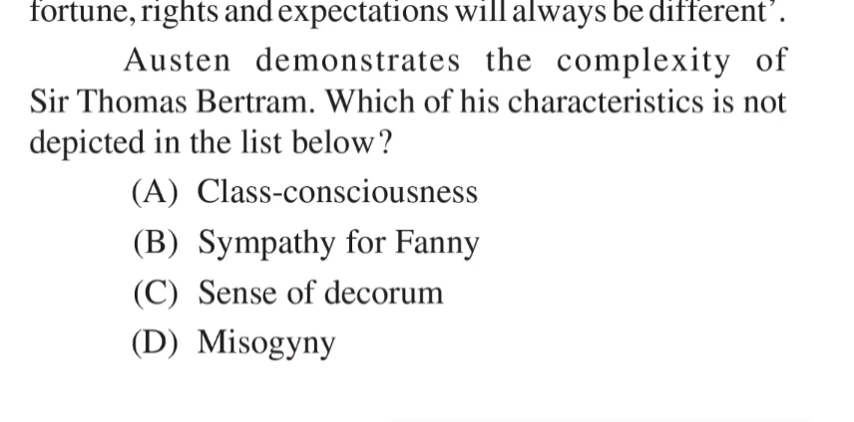 fortune, rights and expectations will always be different’.
Austen demonstrates the complexity of
Sir Thomas Bertram. Which of his characteristics is not
depicted in the list below?
(A) Class-consciousness
(B) Sympathy for Fanny
(C) Sense of decorum
(D) Misogyny